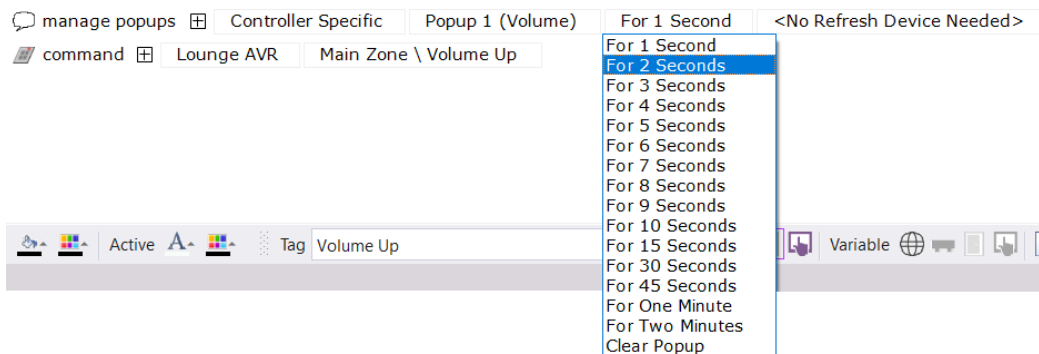 manage popups Controller Specific Popup 1 (Volume) For 1 Second <No Refresh Device Needed>
command Lounge AVR Main Zone \ Volume Up
For 1 Second
For 2 Seconds
For 3 Seconds
For 4 Seconds
For 5 Seconds
For 6 Seconds
For 7 Seconds
For 8 Seconds
For 9 Seconds
For 10 Seconds
For 15 Seconds
For 30 Seconds
For 45 Seconds
For One Minute
For Two Minutes
Clear Popup
Active A Tag Volume Up Variable